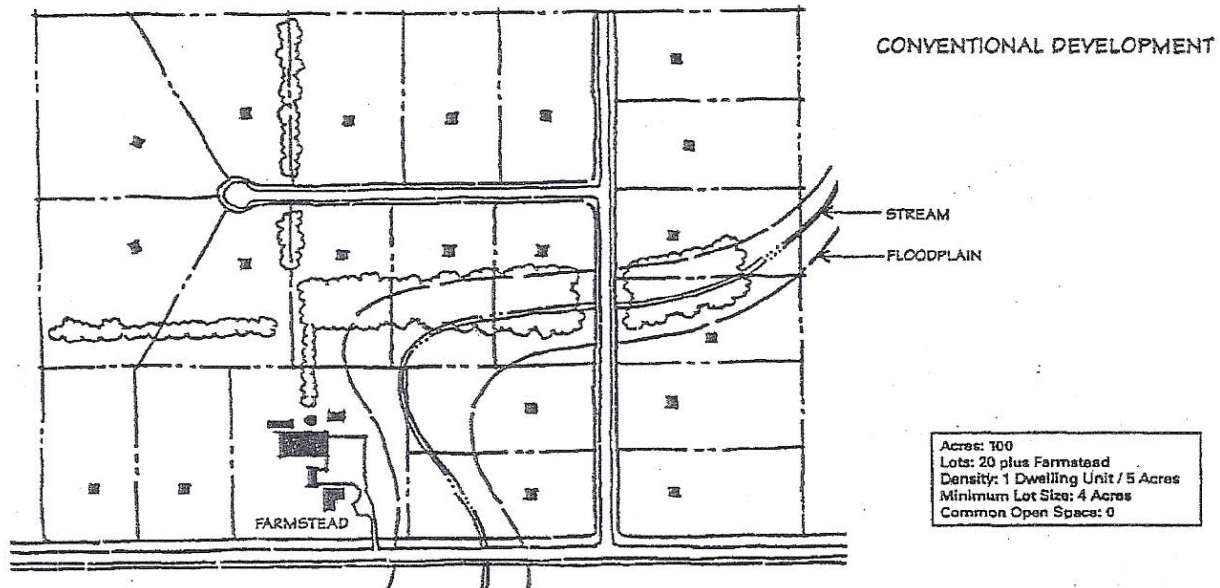 CONVENTIONAL DEVELOPMENT
STREAM
FLOODPLAIN
FARMSTEAD
Acres: 100
Lots: 20 plus Farmstead
Density: 1 Dwelling Unit / 5 Acres
Minimum Lot Size: 4 Acres
Common Open Space: 0